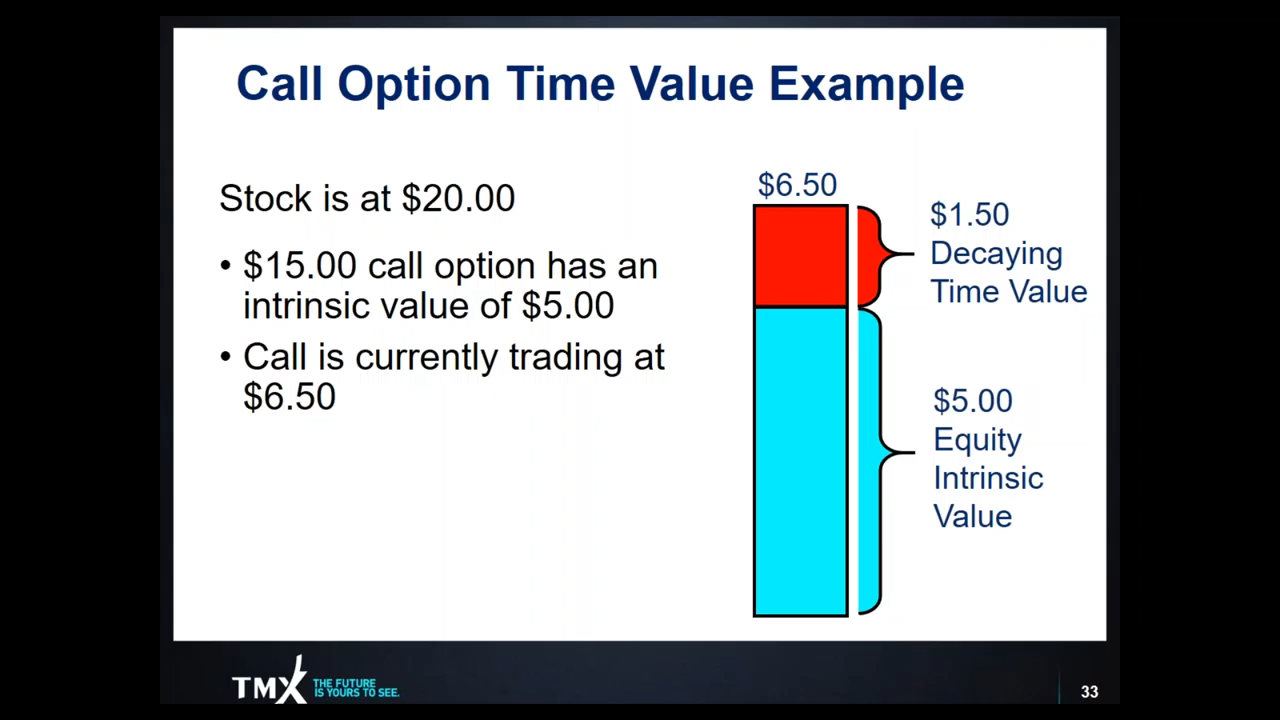 Call Option Time Value Example
Stock is at $20.00
• $15.00 call option has an
intrinsic value of $5.00
• Call is currently trading at
$6.50
$6.50
$1.50
Decaying
Time Value
$5.00
Equity
Intrinsic
Value
TMX
THE FUTURE
IS YOURS TO SEE.
33